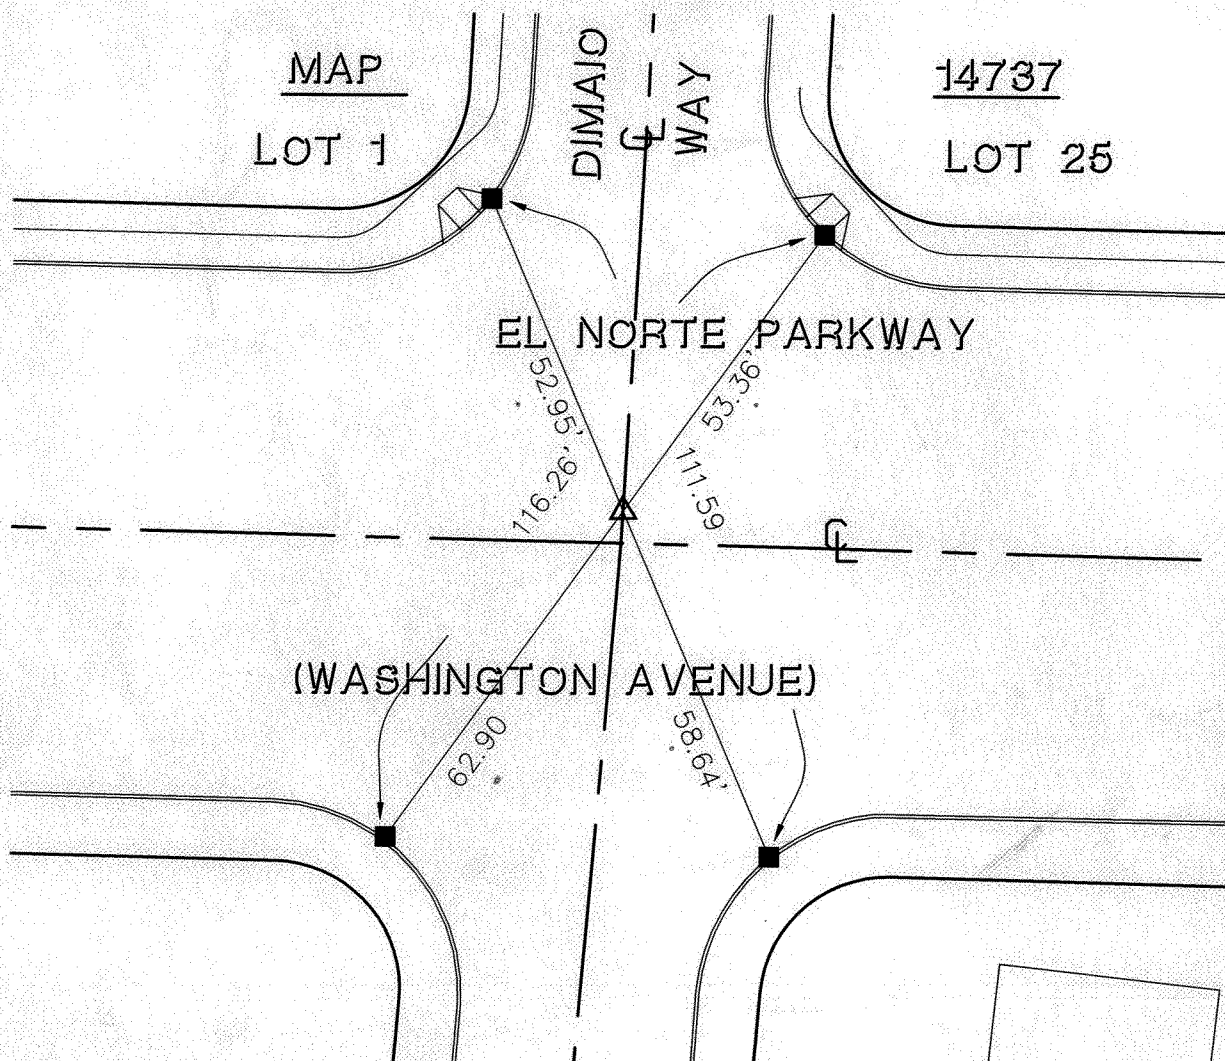 MAP
14737
LOT 1
LOT 25
DIMAIO
WAY
℄
EL NORTE PARKWAY
52.95'
53.36'
116.26'
111.59
℄
(WASHINGTON AVENUE)
62.90
58.64'